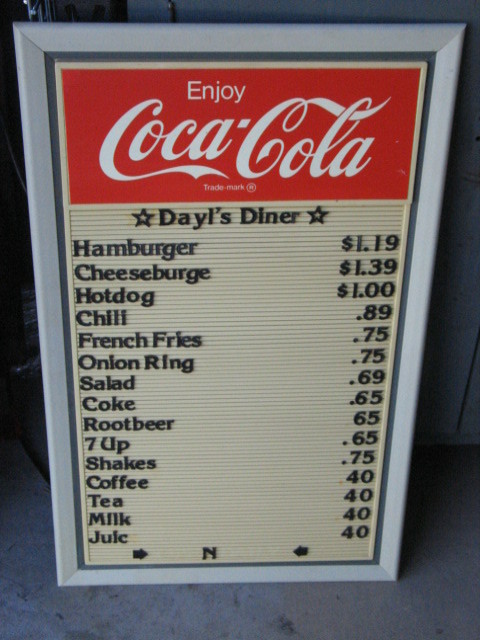 Enjoy
Coca-Cola
Trade-mark ®
☆ Dayl's Diner ☆
Hamburger $1.19
Cheeseburge $1.39
Hotdog $1.00
Chili .89
French Fries .75
Onion Ring .75
Salad .69
Coke .65
Rootbeer 65
7 Up .65
Shakes .75
Coffee 40
Tea 40
Milk 40
Juic 40
N